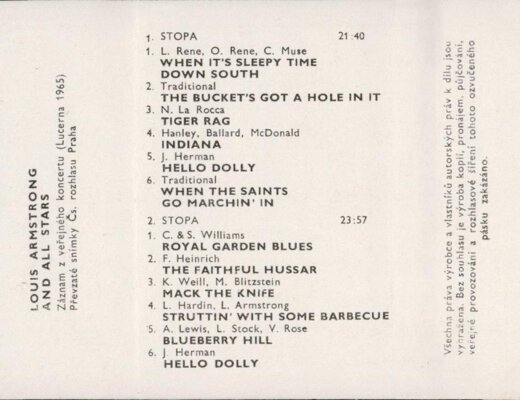 LOUIS ARMSTRONG
AND ALL STARS
Záznam z veřejného koncertu (Lucerna 1965)
Převzaté snímky Čs. rozhlasu Praha
1. STOPA 21:40
1. L. Rene, O. Rene, C. Muse
WHEN IT'S SLEEPY TIME
DOWN SOUTH
2. Traditional
THE BUCKET'S GOT A HOLE IN IT
3. N. La Rocca
TIGER RAG
4. Hanley, Ballard, McDonald
INDIANA
5. J. Herman
HELLO DOLLY
6. Traditional
WHEN THE SAINTS
GO MARCHIN' IN
2. STOPA 23:57
1. C. & S. Williams
ROYAL GARDEN BLUES
2. F. Heinrich
THE FAITHFUL HUSSAR
3. K. Weill, M. Blitzstein
MACK THE KNIFE
4. L. Hardin, L. Armstrong
STRUTTIN' WITH SOME BARBECUE
5. A. Lewis, L. Stock, V. Rose
BLUEBERRY HILL
6. J. Herman
HELLO DOLLY
Všechna práva výrobce a vlastníků autorských práv k dílu jsou
vyhražena. Bez souhlasu je výroba kopií, pronájem, půjčování,
veřejné provozování a rozhlasové šíření tohoto ozvučeného
pásku zakázáno.